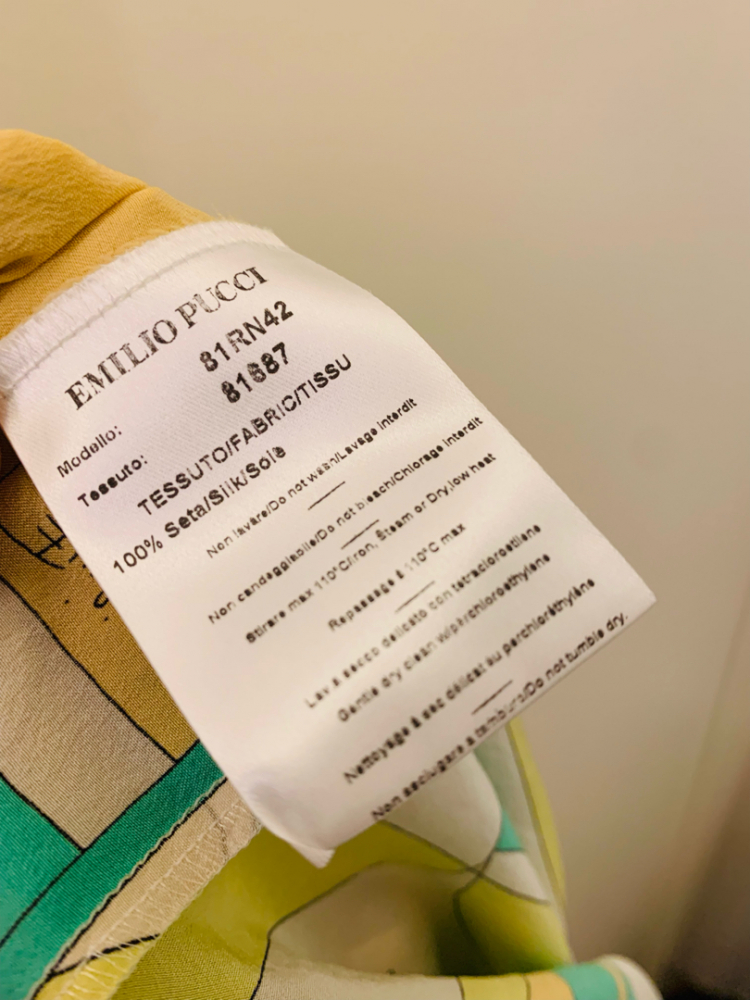 EMILIO PUCCI
Modello: 81RN42
Tessuto: 81687
TESSUTO/FABRIC/TISSU
100% Seta/Silk/Soie
Non lavare/Do not wash/Lavage interdit
Non candeggiabile/Do not bleach/Chlorage interdit
Stirare max 110°C/Iron, Steam or Dry,low heat
Repassage à 110°C max
Lav à secco delicato con tetracloroetilene
Gentle dry clean w/perchloroethylene
Nettoyage à sec délicat au perchloréthylène
Non asciugare a tamburo/Do not tumble dry.